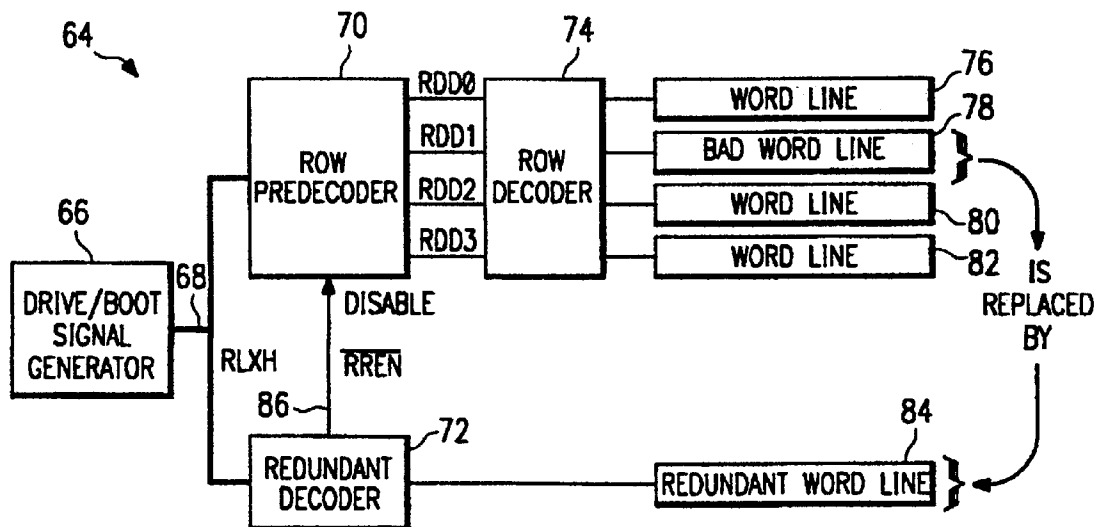 64
70
74
76
RDD0
WORD LINE
78
RDD1
BAD WORD LINE
ROW
PREDECODER
ROW
DECODER
RDD2
WORD LINE
80
66
RDD3
WORD LINE
82
68
DRIVE/BOOT
SIGNAL
GENERATOR
DISABLE
IS
REPLACED
BY
RLXH
R̅R̅E̅N̅
86
72
84
REDUNDANT
DECODER
REDUNDANT WORD LINE